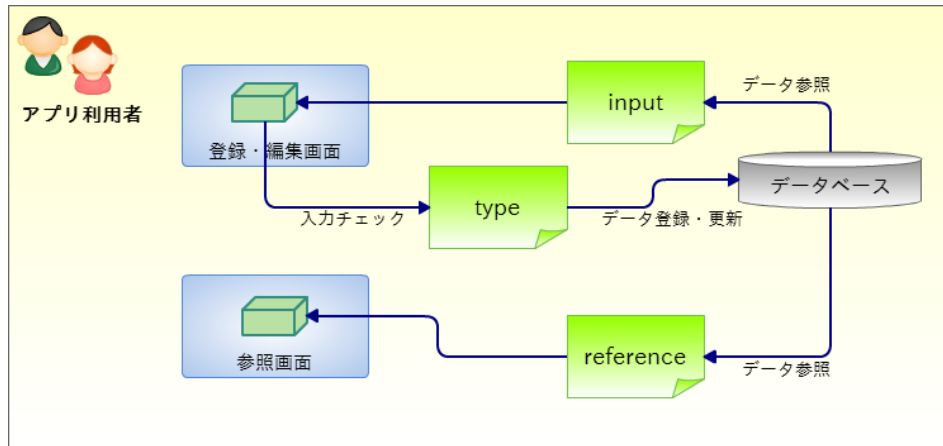 アプリ利用者
登録・編集画面
input
データ参照
データベース
入力チェック
type
データ登録・更新
参照画面
reference
データ参照